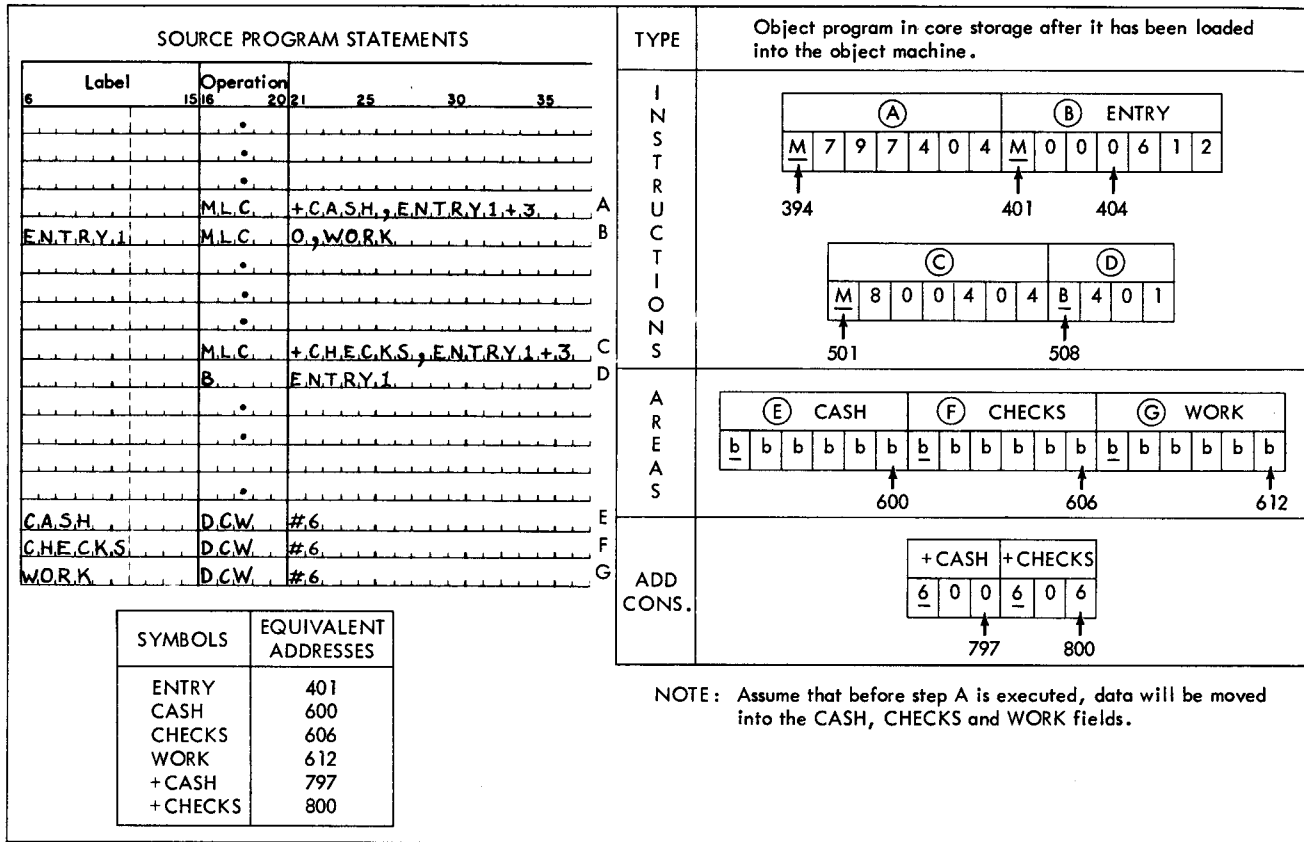 SOURCE PROGRAM STATEMENTS
Label Operation
6 15 16 20 21 25 30 35
MLC +CASH,ENTRY1+3 A
ENTRY1 MLC 0,WORK B
MLC +CHECKS,ENTRY1+3 C
B ENTRY1 D
CASH DCW #6 E
CHECKS DCW #6 F
WORK DCW #6 G
SYMBOLS EQUIVALENT ADDRESSES
ENTRY 401
CASH 600
CHECKS 606
WORK 612
+CASH 797
+CHECKS 800
TYPE Object program in core storage after it has been loaded
into the object machine.
INSTRUCTIONS
A B ENTRY
M 7 9 7 4 0 4 M 0 0 0 6 1 2
394 401 404
C D
M 8 0 0 4 0 4 B 4 0 1
501 508
AREAS
E CASH F CHECKS G WORK
b b b b b b b b b b b b b b b b b b
600 606 612
ADD CONS.
+CASH +CHECKS
6 0 0 6 0 6
797 800
NOTE: Assume that before step A is executed, data will be moved
into the CASH, CHECKS and WORK fields.